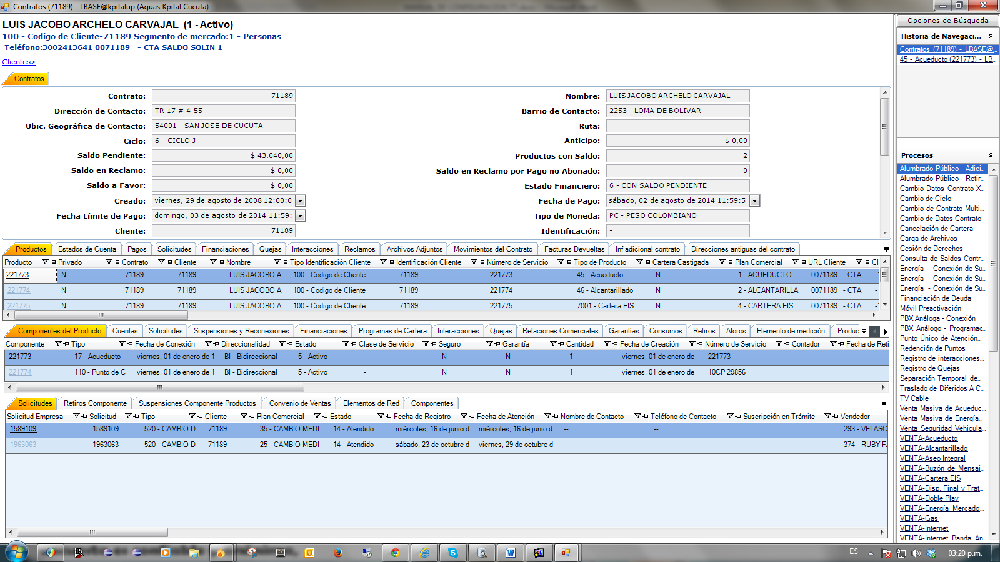 Contratos (71189) - LBASE@kpitalup (Aguas Kpital Cucuta)
LUIS JACOBO ARCHELO CARVAJAL (1 - Activo)
100 - Codigo de Cliente-71189 Segmento de mercado:1 - Personas
Teléfono:3002413641 0071189 - CTA SALDO SOLIN 1
Clientes>
Contratos
Contrato: 71189 Nombre: LUIS JACOBO ARCHELO CARVAJAL
Dirección de Contacto: TR 17 # 4-55 Barrio de Contacto: 2253 - LOMA DE BOLIVAR
Ubic. Geográfica de Contacto: 54001 - SAN JOSE DE CUCUTA Ruta:
Ciclo: 6 - CICLO J Anticipo: $ 0,00
Saldo Pendiente: $ 43.040,00 Productos con Saldo: 2
Saldo en Reclamo: $ 0,00 Saldo en Reclamo por Pago no Abonado: 0
Saldo a Favor: $ 0,00 Estado Financiero: 6 - CON SALDO PENDIENTE
Creado: viernes, 29 de agosto de 2008 12:00:0 Fecha de Pago: sábado, 02 de agosto de 2014 11:59:5
Fecha Límite de Pago: domingo, 03 de agosto de 2014 11:59: Tipo de Moneda: PC - PESO COLOMBIANO
Cliente: 71189 Identificación: -
Productos Estados de Cuenta Pagos Solicitudes Financiaciones Quejas Interacciones Reclamos Archivos Adjuntos Movimientos del Contrato Facturas Devueltas Inf adicional contrato Direcciones antiguas del contrato
Producto Privado Contrato Cliente Nombre Tipo Identificación Cliente Identificación Cliente Número de Servicio Tipo de Producto Cartera Castigada Plan Comercial URL Cliente Cl
221773 N 71189 71189 LUIS JACOBO A 100 - Codigo de Cliente 71189 221773 45 - Acueducto N 1 - ACUEDUCTO 0071189 - CTA -1
221774 N 71189 71189 LUIS JACOBO A 100 - Codigo de Cliente 71189 221774 46 - Alcantarillado N 2 - ALCANTARILLA 0071189 - CTA -1
221775 N 71189 71189 LUIS JACOBO A 100 - Codigo de Cliente 71189 221775 7001 - Cartera EIS N 4 - CARTERA EIS 0071189 - CTA -1
Componentes del Producto Cuentas Solicitudes Suspensiones y Reconexiones Financiaciones Programas de Cartera Interacciones Quejas Relaciones Comerciales Garantías Consumos Retiros Aforos Elemento de medición Produc
Componente Tipo Fecha de Conexión Direccionalidad Estado Clase de Servicio Seguro Garantía Cantidad Fecha de Creación Número de Servicio Contador Fecha de Reti
221773 17 - Acueducto viernes, 01 de enero de 1 BI - Bidireccional 5 - Activo - N N 1 viernes, 01 de enero de 221773
221774 110 - Punto de C viernes, 01 de enero de 1 BI - Bidireccional 5 - Activo - N N 1 viernes, 01 de enero de 10CP 29856
Solicitudes Retiros Componente Suspensiones Componente Productos Convenio de Ventas Elementos de Red Componentes
Solicitud Empresa Solicitud Tipo Cliente Plan Comercial Estado Fecha de Registro Fecha de Atención Nombre de Contacto Teléfono de Contacto Suscripción en Trámite Vendedor
1589109 1589109 520 - CAMBIO D 71189 35 - CAMBIO MEDI 14 - Atendido miércoles, 16 de junio d miércoles, 16 de junio d -- -- 293 - VELASC
1963063 1963063 520 - CAMBIO D 71189 25 - CAMBIO MEDI 14 - Atendido sábado, 23 de octubre d viernes, 29 de octubre d -- -- 374 - RUBY FA
Opciones de Búsqueda
Historia de Navegaci...
Contratos (71189) - LBASE@...
45 - Acueducto (221773) - LB...
Procesos
Alumbrado Público - Adici...
Alumbrado Público - Retir...
Cambio Datos Contrato X...
Cambio de Ciclo
Cambio de Contrato Multi...
Cambio de Datos Contrato
Cancelación de Cartera
Carga de Archivos
Cesión de Derechos
Consulta de Saldos Contr...
Energía - Conexión de Su...
Energía - Conexión de Su...
Energía - Conexión de Su...
Financiación de Deuda
Móvil Preactivación
PBX Análoga - Conexión
PBX Análogo - Programac...
Punto Único de Atención...
Redención de Puntos
Registro de interacciones...
Registro de Quejas
Separación Temporal de...
Traslado de Diferidos A C...
TV Cable
Venta Masiva de Acueduc...
Venta Masiva de Energía...
Venta Seguridad Vehicula...
VENTA-Acueducto
VENTA-Alcantarillado
VENTA-Aseo Integral
VENTA-Buzón de Mensaj...
VENTA-Cartera EIS
VENTA-Disp. Final y Trat...
VENTA-Doble Play
VENTA-Energía Mercado...
VENTA-Gas
VENTA-Internet
VENTA-Internet Banda An
ES 03:20 p.m.